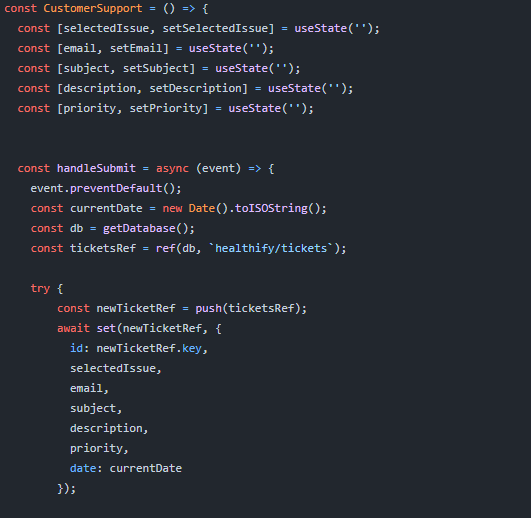 const CustomerSupport = () => {
  const [selectedIssue, setSelectedIssue] = useState('');
  const [email, setEmail] = useState('');
  const [subject, setSubject] = useState('');
  const [description, setDescription] = useState('');
  const [priority, setPriority] = useState('');
  const handleSubmit = async (event) => {
    event.preventDefault();
    const currentDate = new Date().toISOString();
    const db = getDatabase();
    const ticketsRef = ref(db, `healthify/tickets`);
    try {
        const newTicketRef = push(ticketsRef);
        await set(newTicketRef, {
          id: newTicketRef.key,
          selectedIssue,
          email,
          subject,
          description,
          priority,
          date: currentDate
        });